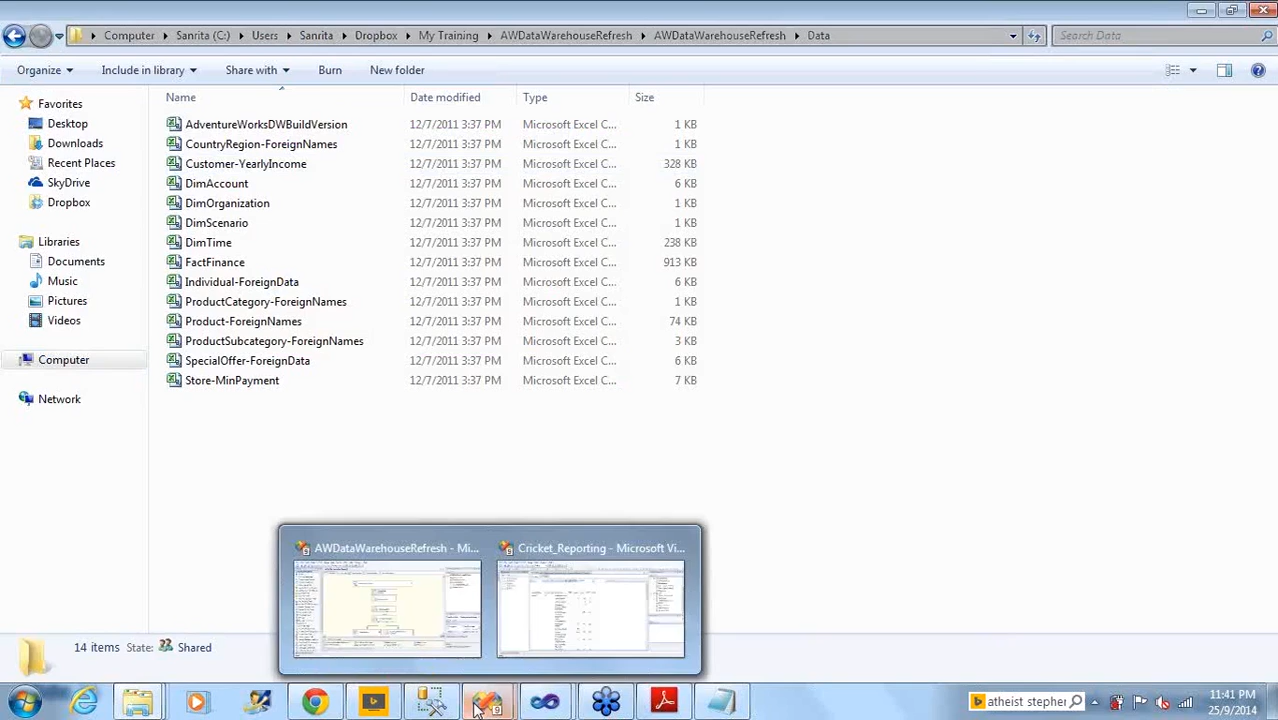 Computer Sanrita (C:) Users Sanrita Dropbox My Training AWDataWarehouseRefresh AWDataWarehouseRefresh Data Search Data
Organize Include in library Share with Burn New folder
Name Date modified Type Size
Favorites
Desktop
Downloads
Recent Places
SkyDrive
Dropbox
Libraries
Documents
Music
Pictures
Videos
Computer
Network
AdventureWorksDWBuildVersion 12/7/2011 3:37 PM Microsoft Excel C... 1 KB
CountryRegion-ForeignNames 12/7/2011 3:37 PM Microsoft Excel C... 1 KB
Customer-YearlyIncome 12/7/2011 3:37 PM Microsoft Excel C... 328 KB
DimAccount 12/7/2011 3:37 PM Microsoft Excel C... 6 KB
DimOrganization 12/7/2011 3:37 PM Microsoft Excel C... 1 KB
DimScenario 12/7/2011 3:37 PM Microsoft Excel C... 1 KB
DimTime 12/7/2011 3:37 PM Microsoft Excel C... 238 KB
FactFinance 12/7/2011 3:37 PM Microsoft Excel C... 913 KB
Individual-ForeignData 12/7/2011 3:37 PM Microsoft Excel C... 6 KB
ProductCategory-ForeignNames 12/7/2011 3:37 PM Microsoft Excel C... 1 KB
Product-ForeignNames 12/7/2011 3:37 PM Microsoft Excel C... 74 KB
ProductSubcategory-ForeignNames 12/7/2011 3:37 PM Microsoft Excel C... 3 KB
SpecialOffer-ForeignData 12/7/2011 3:37 PM Microsoft Excel C... 6 KB
Store-MinPayment 12/7/2011 3:37 PM Microsoft Excel C... 7 KB
AWDataWarehouseRefresh - Mi... Cricket_Reporting - Microsoft Vi...
14 items State: Shared
atheist stephen
11:41 PM
25/9/2014